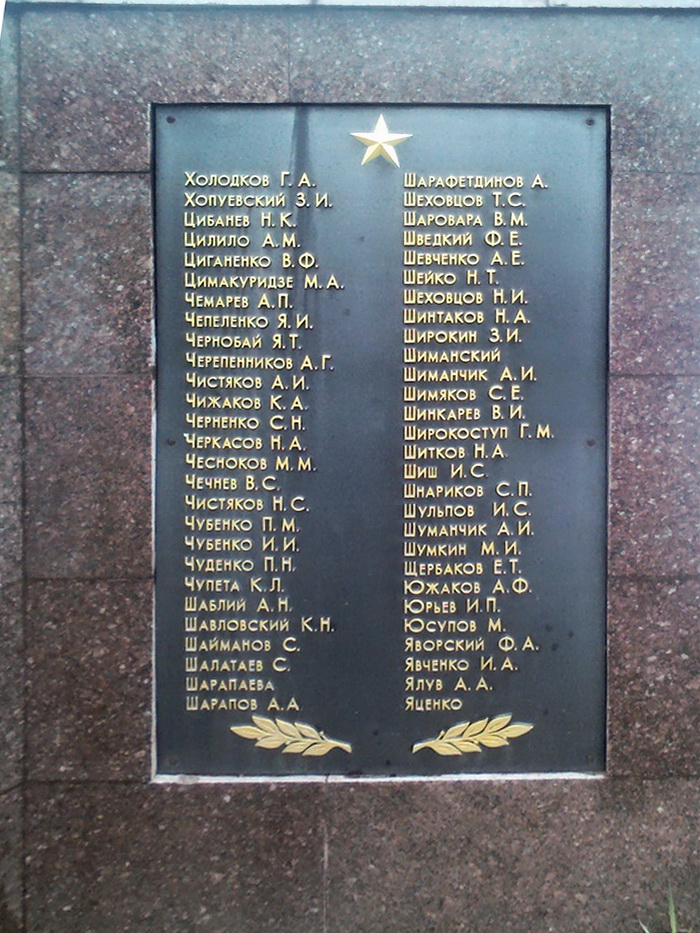 Холодков Г. А.
Хопуевский З. И.
Цибанев Н. К.
Цилило А. М.
Циганенко В. Ф.
Цимакуридзе М. А.
Чемарев А. П.
Чепеленко Я. И.
Чернобай Я. Т.
Черепенников А. Г.
Чистяков А. И.
Чижаков К. А.
Черненко С. Н.
Черкасов Н. А.
Чесноков М. М.
Чечнев В. С.
Чистяков Н. С.
Чубенко П. М.
Чубенко И. И.
Чуденко П. Н.
Чупета К. Л.
Шаблий А. Н.
Шавловский К. Н.
Шайманов С.
Шалатаев С.
Шарапаева
Шарапов А. А.
Шарафетдинов А.
Шеховцов Т. С.
Шаровара В. М.
Шведкий Ф. Е.
Шевченко А. Е.
Шейко Н. Т.
Шеховцов Н. И.
Шинтаков Н. А.
Широкин З. И.
Шиманский
Шиманчик А. И.
Шимяков С. Е.
Шинкарев В. И.
Широкоступ Г. М.
Шитков Н. А.
Шиш И. С.
Шнариков С. П.
Шульпов И. С.
Шуманчик А. И.
Шумкин М. И.
Щербаков Е. Т.
Южаков А. Ф.
Юрьев И. П.
Юсупов М.
Яворский Ф. А.
Явченко И. А.
Ялув А. А.
Яценко